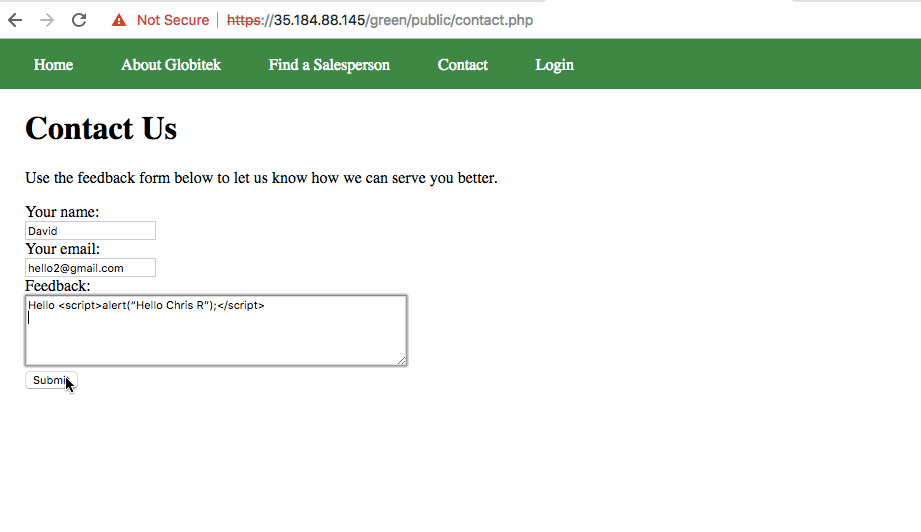 Not Secure | https://35.184.88.145/green/public/contact.php
Home About Globitek Find a Salesperson Contact Login
Contact Us
Use the feedback form below to let us know how we can serve you better.
Your name:
David
Your email:
hello2@gmail.com
Feedback:
Hello <script>alert(“Hello Chris R”);</script>
Submit